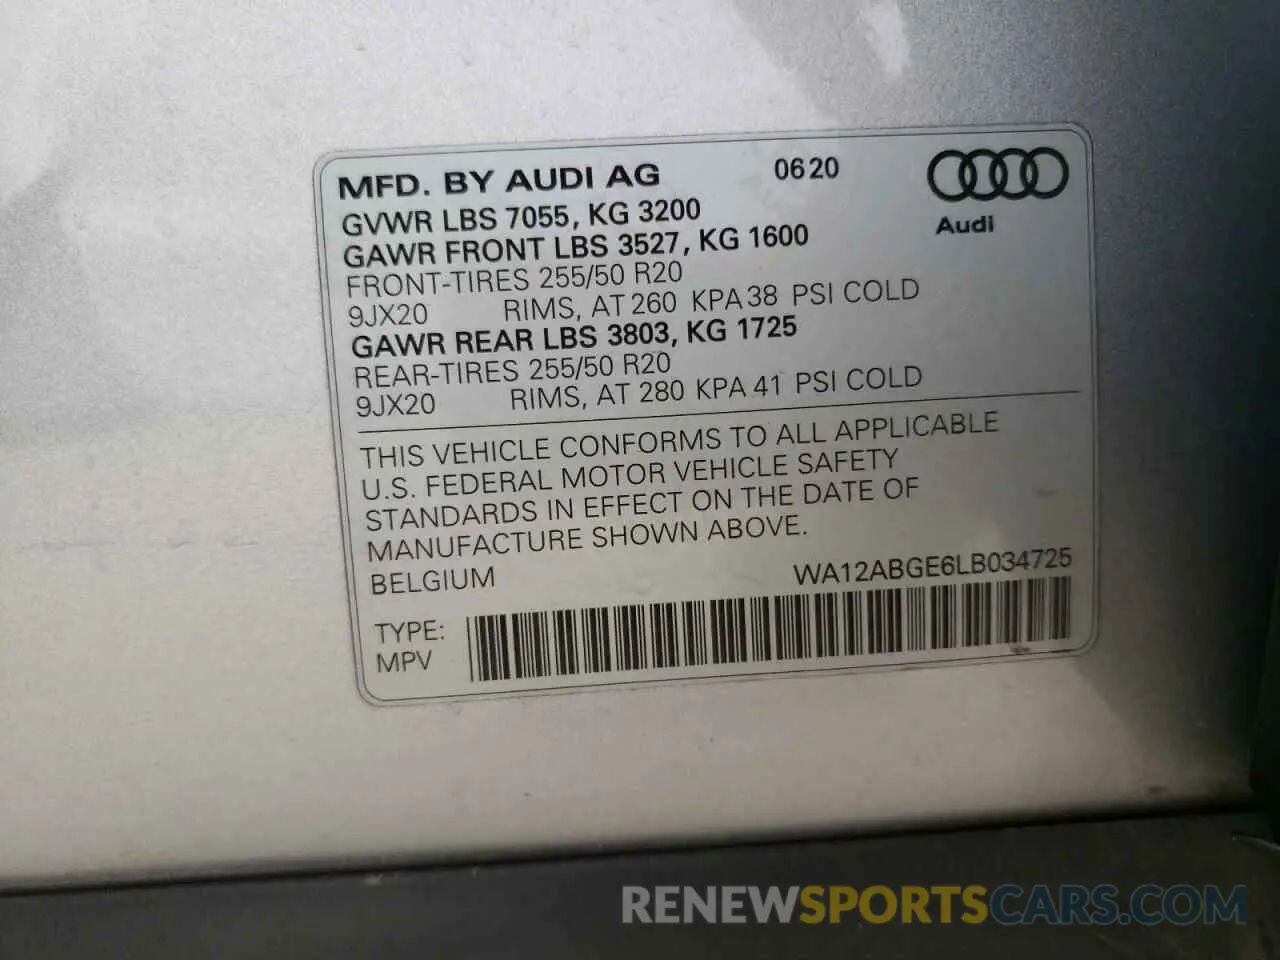 MFD. BY AUDI AG 0620
GVWR LBS 7055, KG 3200
GAWR FRONT LBS 3527, KG 1600
Audi
FRONT-TIRES 255/50 R20
9JX20 RIMS, AT 260 KPA 38 PSI COLD
GAWR REAR LBS 3803, KG 1725
REAR-TIRES 255/50 R20
9JX20 RIMS, AT 280 KPA 41 PSI COLD
THIS VEHICLE CONFORMS TO ALL APPLICABLE
U.S. FEDERAL MOTOR VEHICLE SAFETY
STANDARDS IN EFFECT ON THE DATE OF
MANUFACTURE SHOWN ABOVE.
BELGIUM WA12ABGE6LB034725
TYPE:
MPV
RENEWSPORTSCARS.COM